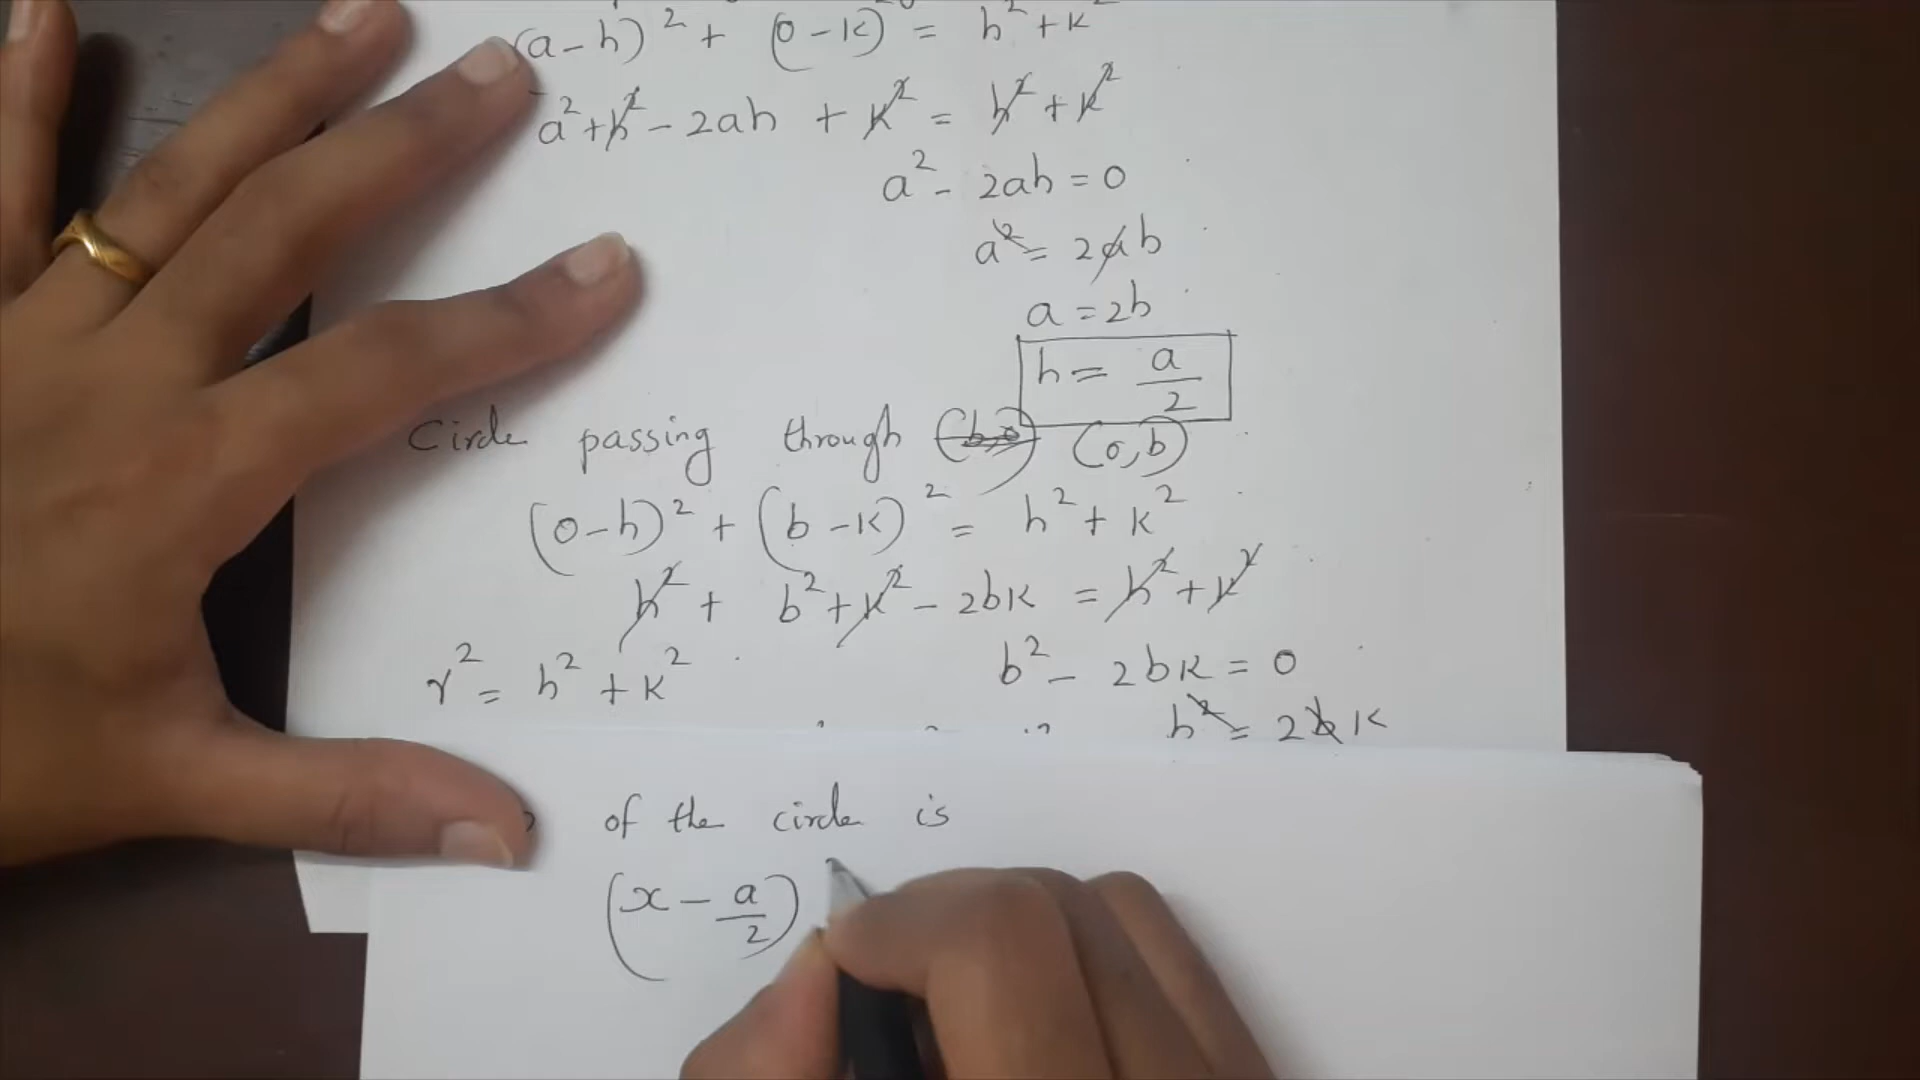 (a-h)² + (0-k)² = h² + k²
a² + h² - 2ah + k² = h² + k²
a² - 2ah = 0
a² = 2ah
a = 2h
h = a/2
Circle passing through (0,b)
(0-h)² + (b-k)² = h² + k²
h² + b² + k² - 2bk = h² + k²
r² = h² + k²
b² - 2bk = 0
b² = 2bk
of the circle is
(x - a/2)